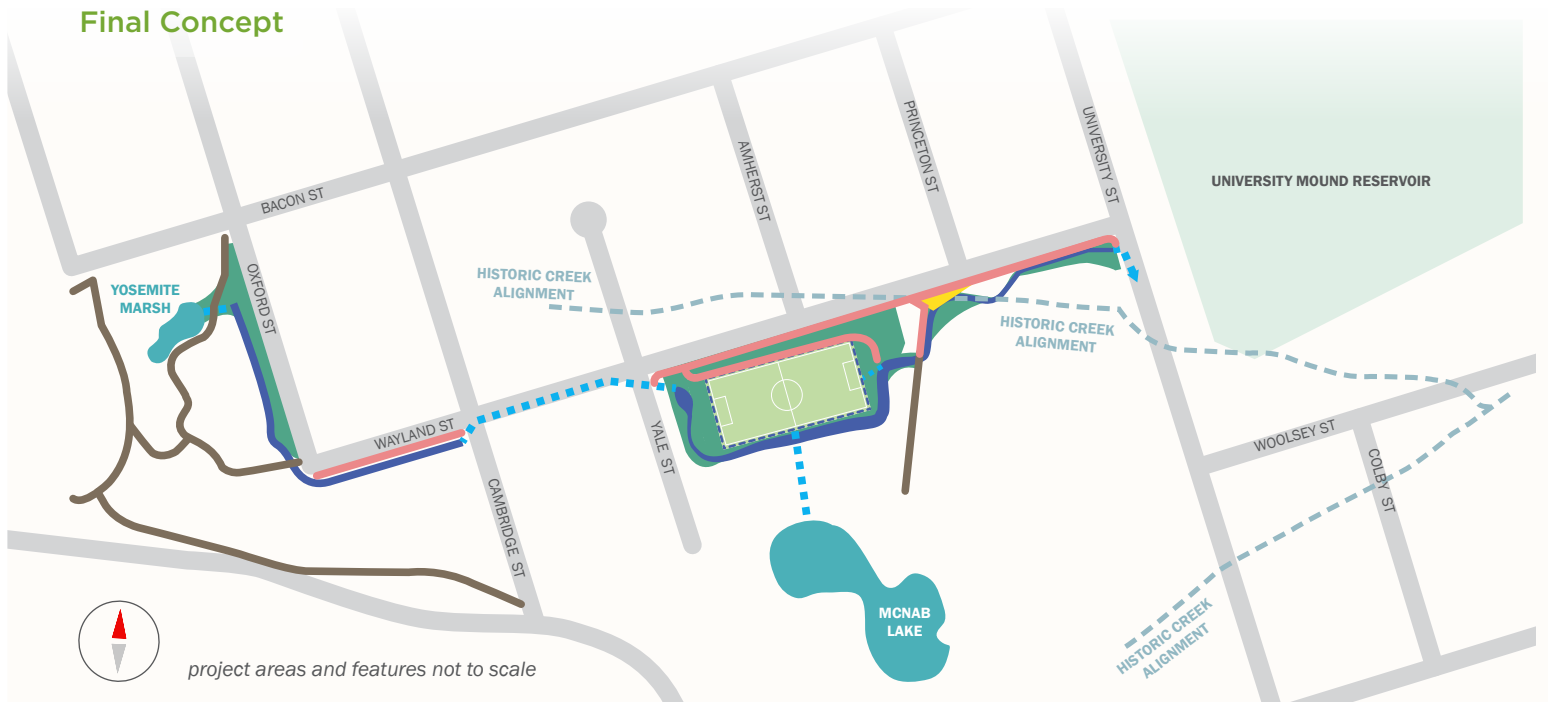 Final Concept
BACON ST
OXFORD ST
YOSEMITE
MARSH
HISTORIC CREEK
ALIGNMENT
AMHERST ST
PRINCETON ST
UNIVERSITY ST
UNIVERSITY MOUND RESERVOIR
HISTORIC CREEK
ALIGNMENT
WAYLAND ST
YALE ST
CAMBRIDGE ST
WOOLSEY ST
COLBY ST
MCNAB
LAKE
HISTORIC CREEK
ALIGNMENT
project areas and features not to scale